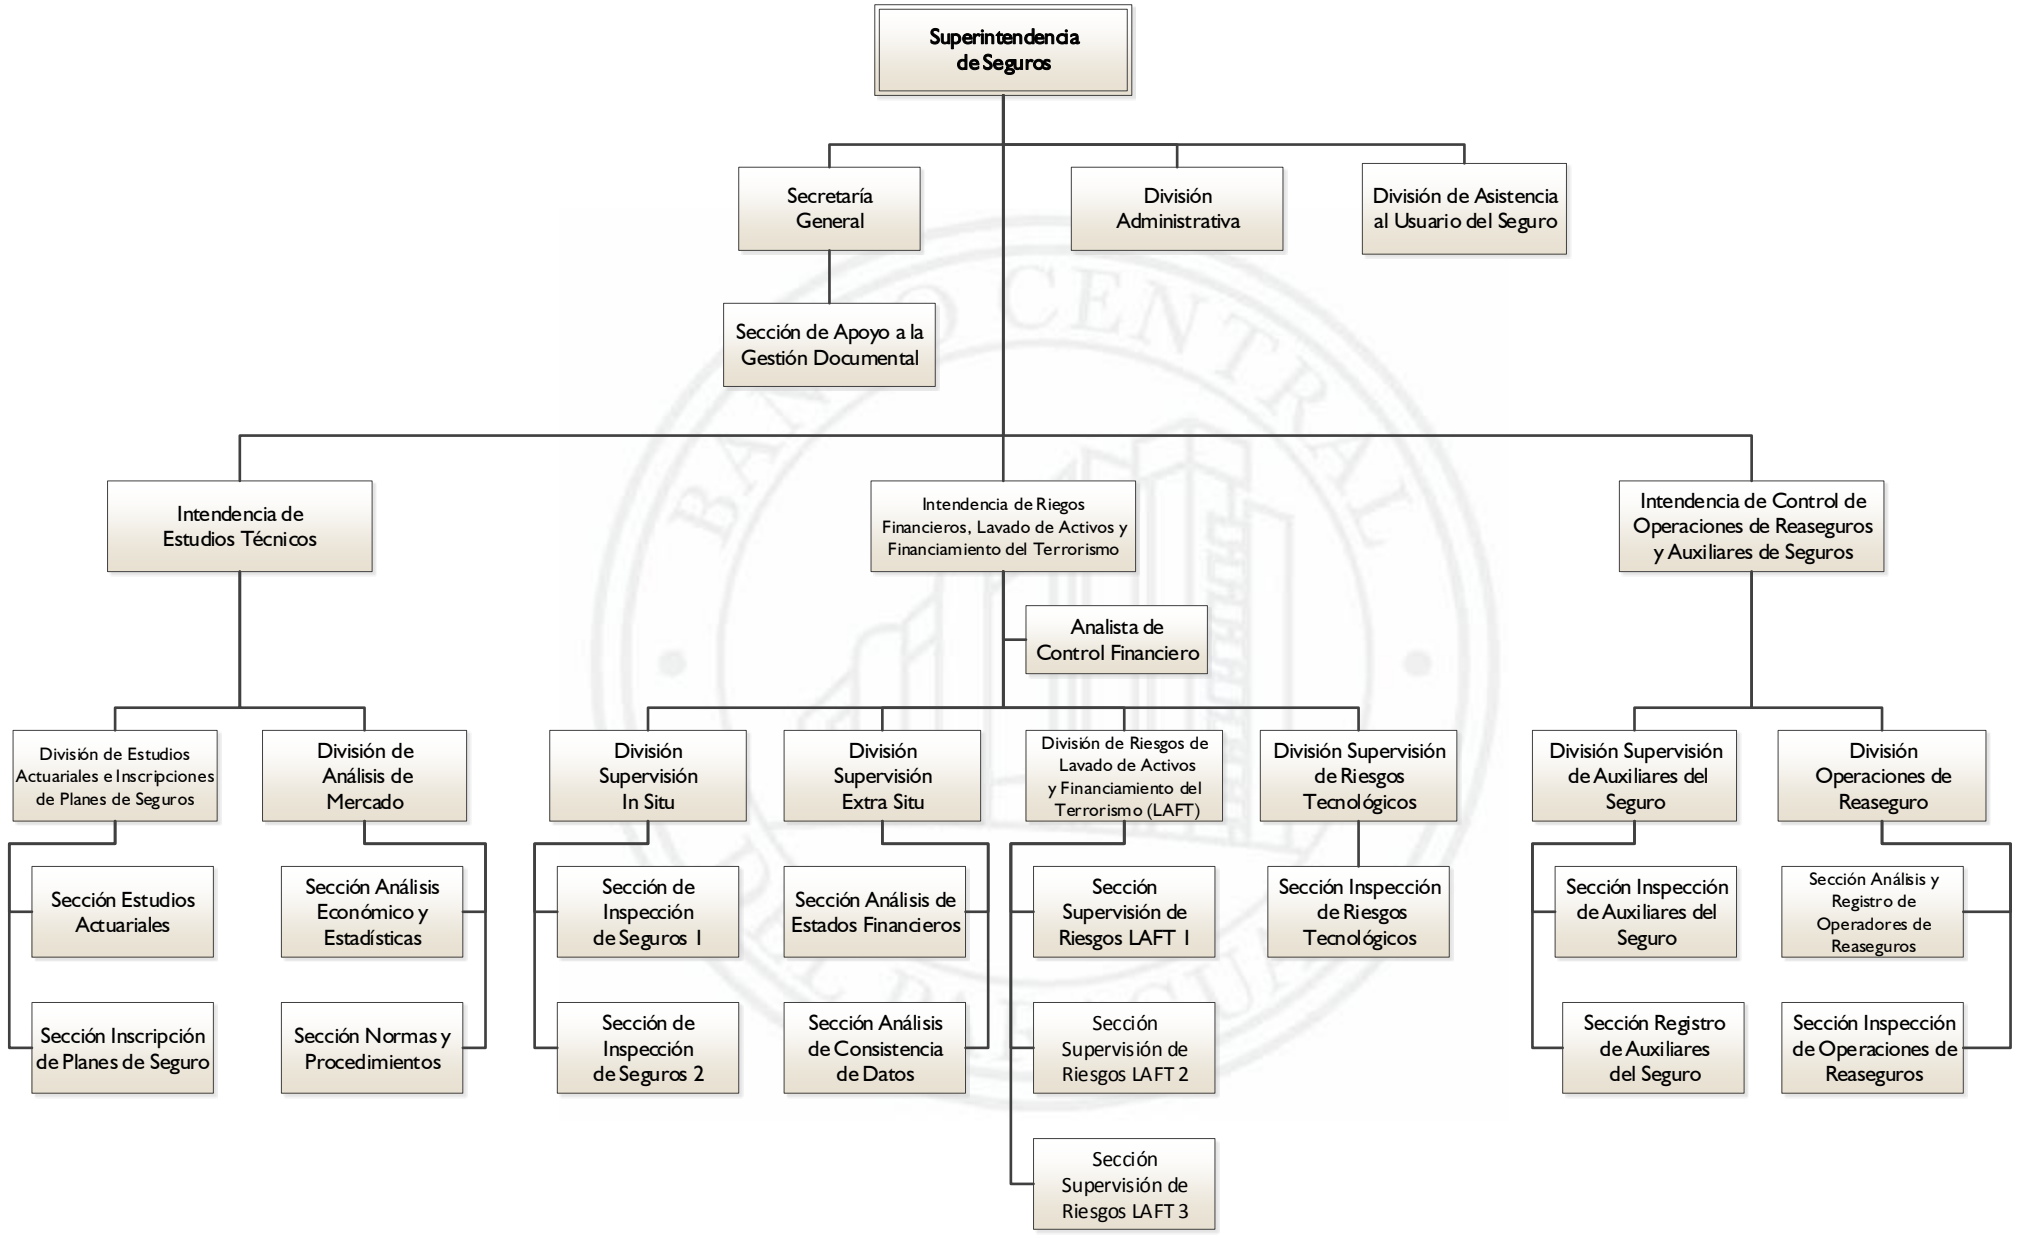 Superintendencia
de Seguros
Secretaría
General
División
Administrativa
División de Asistencia
al Usuario del Seguro
Sección de Apoyo a la
Gestión Documental
Intendencia de
Estudios Técnicos
Intendencia de Riegos
Financieros, Lavado de Activos y
Financiamiento del Terrorismo
Intendencia de Control de
Operaciones de Reaseguros
y Auxiliares de Seguros
Analista de
Control Financiero
División de Estudios
Actuariales e Inscripciones
de Planes de Seguros
División de
Análisis de
Mercado
División
Supervisión
In Situ
División
Supervisión
Extra Situ
División de Riesgos de
Lavado de Activos
y Financiamiento del
Terrorismo (LAFT)
División Supervisión
de Riesgos
Tecnológicos
División Supervisión
de Auxiliares del
Seguro
División
Operaciones de
Reaseguro
Sección Estudios
Actuariales
Sección Análisis
Económico y
Estadísticas
Sección de
Inspección
de Seguros 1
Sección Análisis de
Estados Financieros
Sección
Supervisión de
Riesgos LAFT 1
Sección Inspección
de Riesgos
Tecnológicos
Sección Inspección
de Auxiliares del
Seguro
Sección Análisis y
Registro de
Operadores de
Reaseguros
Sección Inscripción
de Planes de Seguro
Sección Normas y
Procedimientos
Sección de
Inspección
de Seguros 2
Sección Análisis
de Consistencia
de Datos
Sección
Supervisión de
Riesgos LAFT 2
Sección Registro
de Auxiliares
del Seguro
Sección Inspección
de Operaciones de
Reaseguros
Sección
Supervisión de
Riesgos LAFT 3
BANCO CENTRAL
DEL PARAGUAY